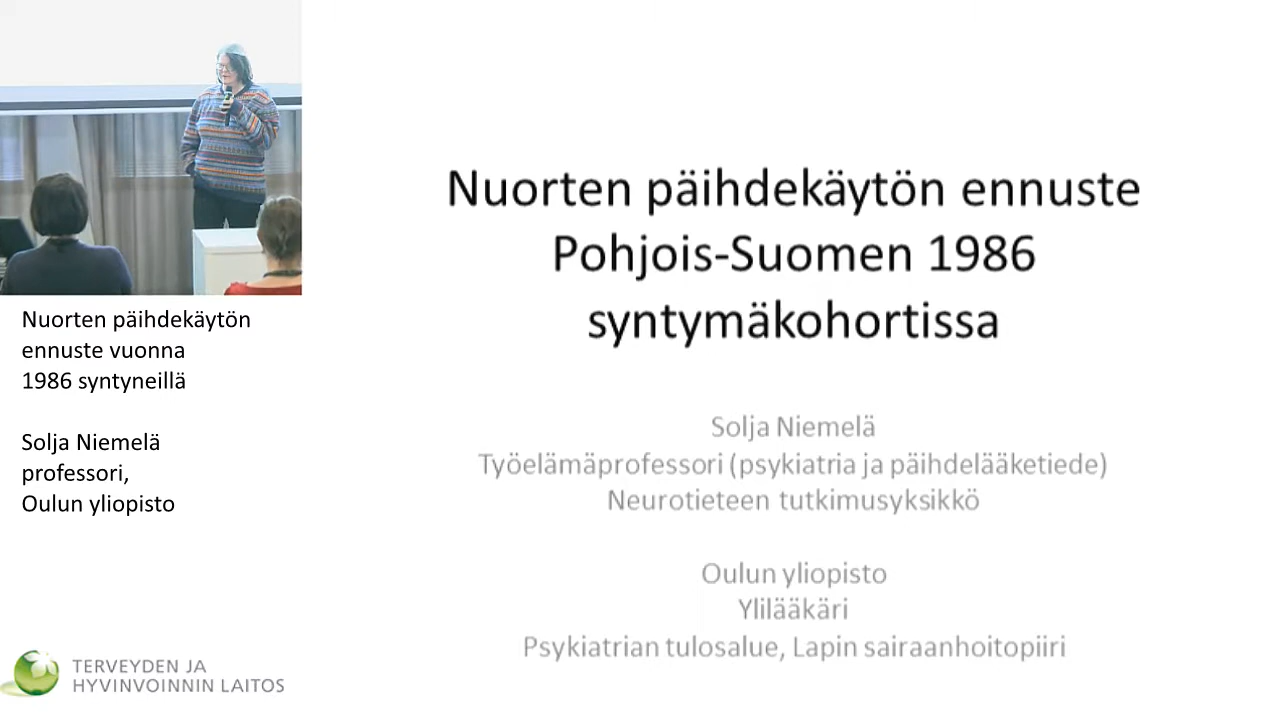 Nuorten päihdekäytön ennuste
Pohjois-Suomen 1986
syntymäkohortissa
Solja Niemelä
Työelämäprofessori (psykiatria ja päihdelääketiede)
Neurotieteen tutkimusyksikkö
Oulun yliopisto
Ylilääkäri
Psykiatrian tulosalue, Lapin sairaanhoitopiiri
Nuorten päihdekäytön
ennuste vuonna
1986 syntyneillä
Solja Niemelä
professori,
Oulun yliopisto
TERVEYDEN JA
HYVINVOINNIN LAITOS